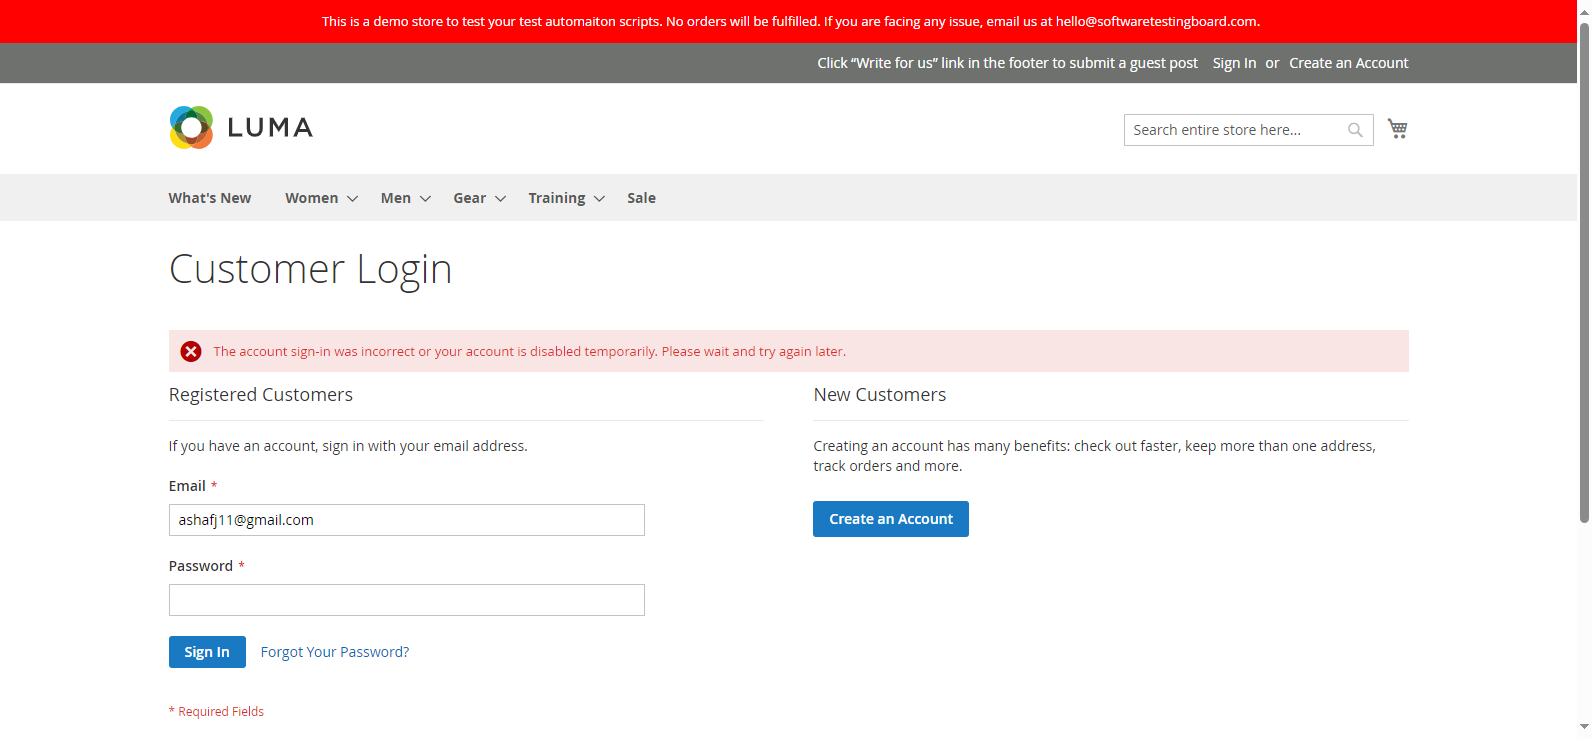 This is a demo store to test your test automaiton scripts. No orders will be fulfilled. If you are facing any issue, email us at hello@softwaretestingboard.com.
Click “Write for us” link in the footer to submit a guest post Sign In or Create an Account
LUMA
Search entire store here...
What's New Women Men Gear Training Sale
Customer Login
The account sign-in was incorrect or your account is disabled temporarily. Please wait and try again later.
Registered Customers
If you have an account, sign in with your email address.
Email *
ashafj11@gmail.com
Password *
Sign In Forgot Your Password?
* Required Fields
New Customers
Creating an account has many benefits: check out faster, keep more than one address,
track orders and more.
Create an Account